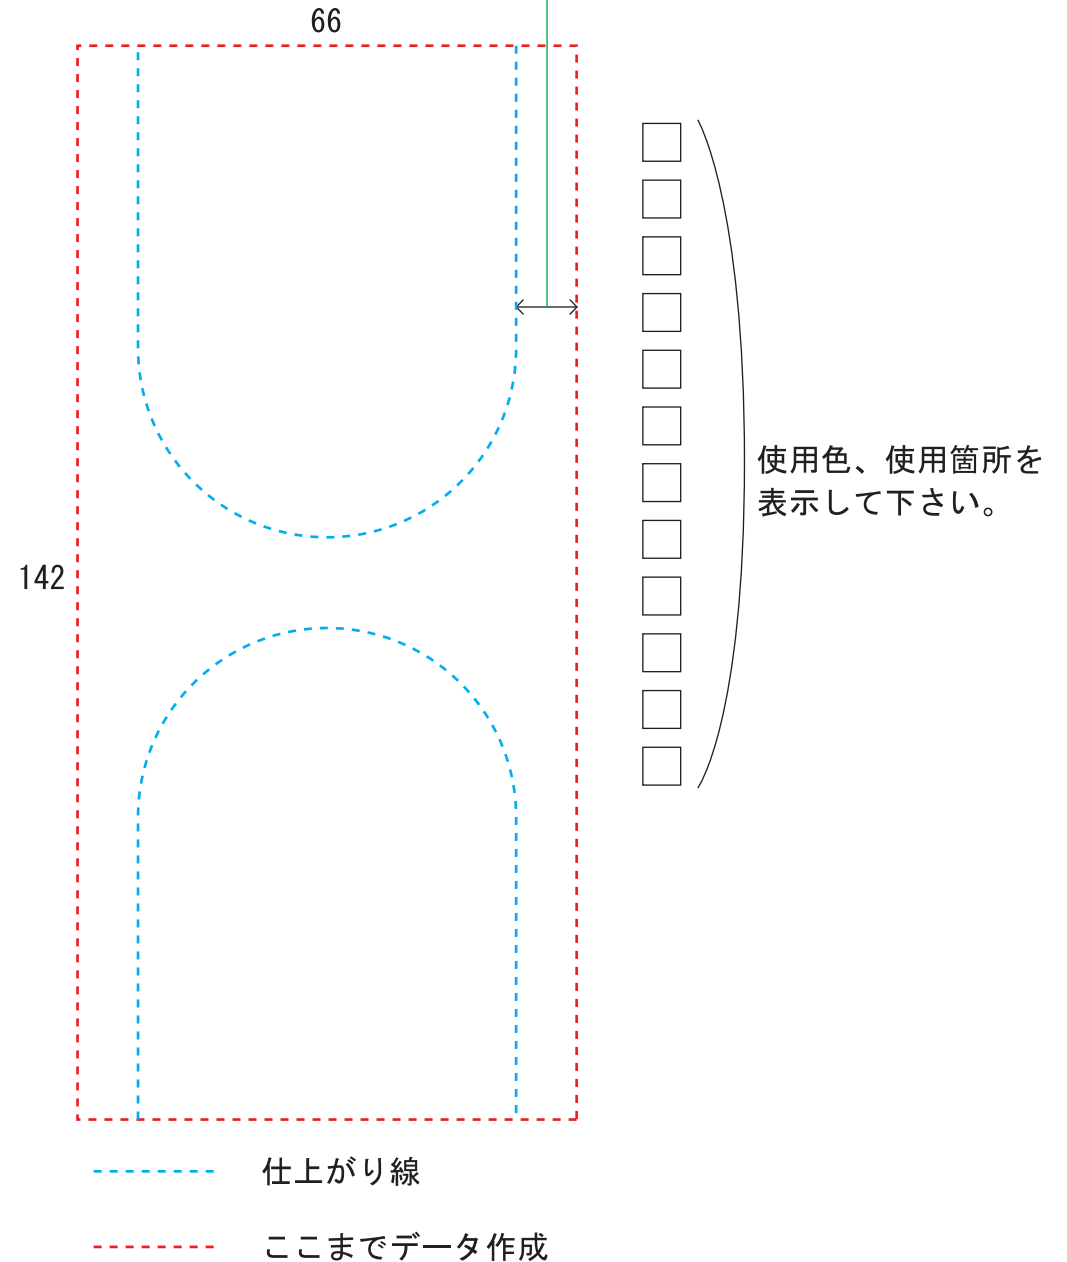 66
使用色、使用箇所を
表示して下さい。
142
仕上がり線
ここまでデータ作成